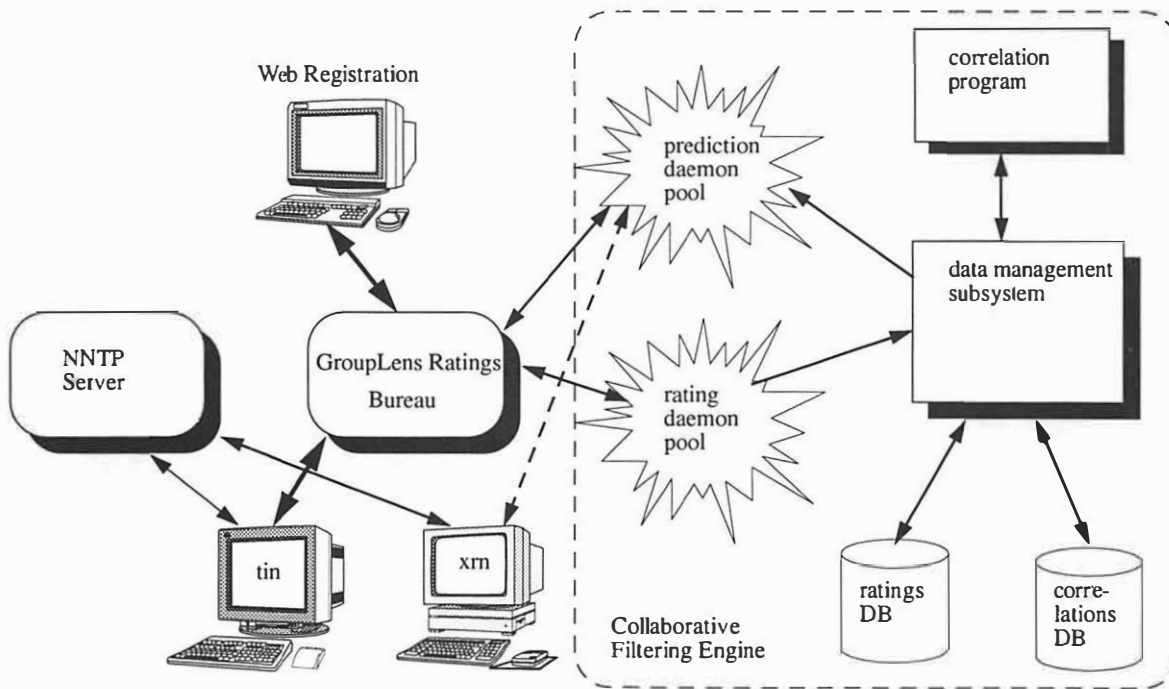 Web Registration
correlation
program
prediction
daemon
pool
data management
subsystem
NNTP
Server
GroupLens Ratings
Bureau
rating
daemon
pool
tin
xrn
ratings
DB
corre-
lations
DB
Collaborative
Filtering Engine